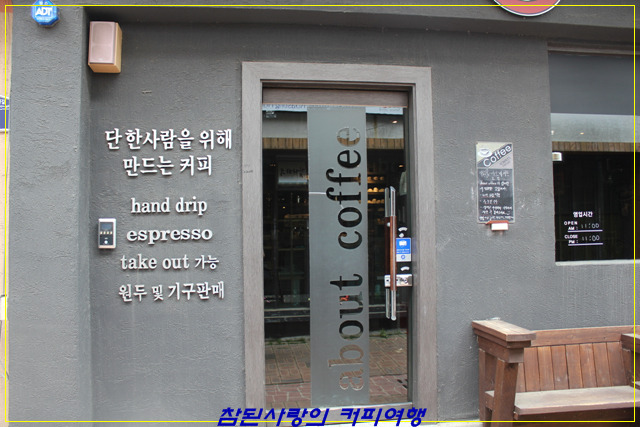 ADT
단 한사람을 위해
만드는 커피
hand drip
espresso
take out 가능
원두 및 기구판매
about coffee
Coffee
영업시간
OPEN
AM 11:00
CLOSE
PM 11:00
참된사랑의 커피여행